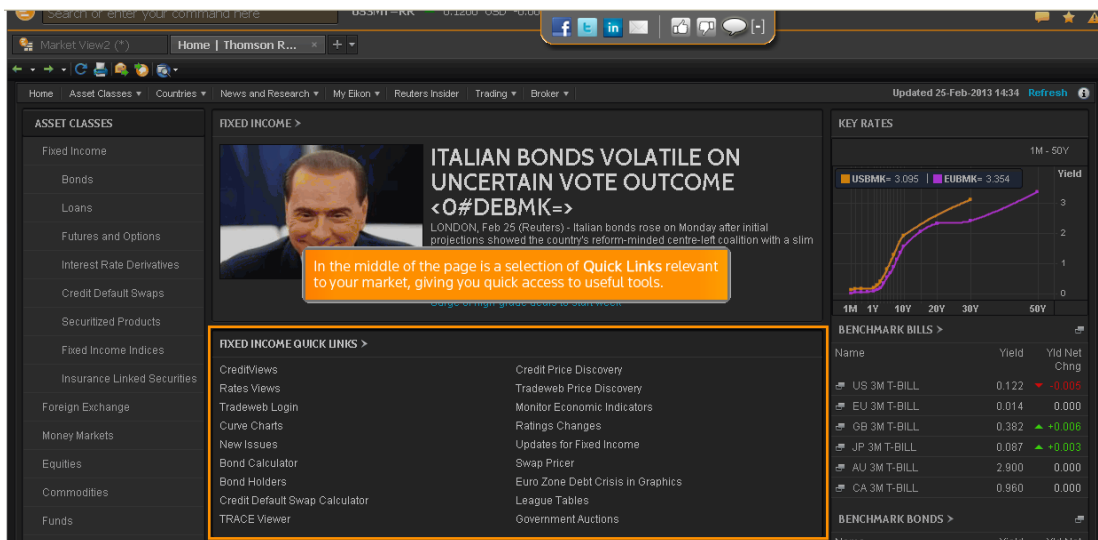 Search or enter your command here
Market View2 (*)
Home | Thomson R...
[-]
Home
Asset Classes
Countries
News and Research
My Eikon
Reuters Insider
Trading
Broker
Updated 25-Feb-2013 14:34 Refresh
ASSET CLASSES
Fixed Income
Bonds
Loans
Futures and Options
Interest Rate Derivatives
Credit Default Swaps
Securitized Products
Fixed Income Indices
Insurance Linked Securities
Foreign Exchange
Money Markets
Equities
Commodities
Funds
FIXED INCOME >
ITALIAN BONDS VOLATILE ON
UNCERTAIN VOTE OUTCOME
<0#DEBMK=>
LONDON, Feb 25 (Reuters) - Italian bonds rose on Monday after initial
projections showed the country's reform-minded centre-left coalition with a slim
In the middle of the page is a selection of Quick Links relevant
to your market, giving you quick access to useful tools.
FIXED INCOME QUICK LINKS >
CreditViews
Rates Views
Tradeweb Login
Curve Charts
New Issues
Bond Calculator
Bond Holders
Credit Default Swap Calculator
TRACE Viewer
Credit Price Discovery
Tradeweb Price Discovery
Monitor Economic Indicators
Ratings Changes
Updates for Fixed Income
Swap Pricer
Euro Zone Debt Crisis in Graphics
League Tables
Government Auctions
KEY RATES
1M - 50Y
USBMK= 3.095 EUBMK= 3.354
Yield
3
2
1
0
1M 1Y 10Y 20Y 30Y 50Y
BENCHMARK BILLS >
Name Yield Yld Net
Chng
US 3M T-BILL 0.122 -0.005
EU 3M T-BILL 0.014 0.000
GB 3M T-BILL 0.382 +0.006
JP 3M T-BILL 0.087 +0.003
AU 3M T-BILL 2.900 0.000
CA 3M T-BILL 0.960 0.000
BENCHMARK BONDS >